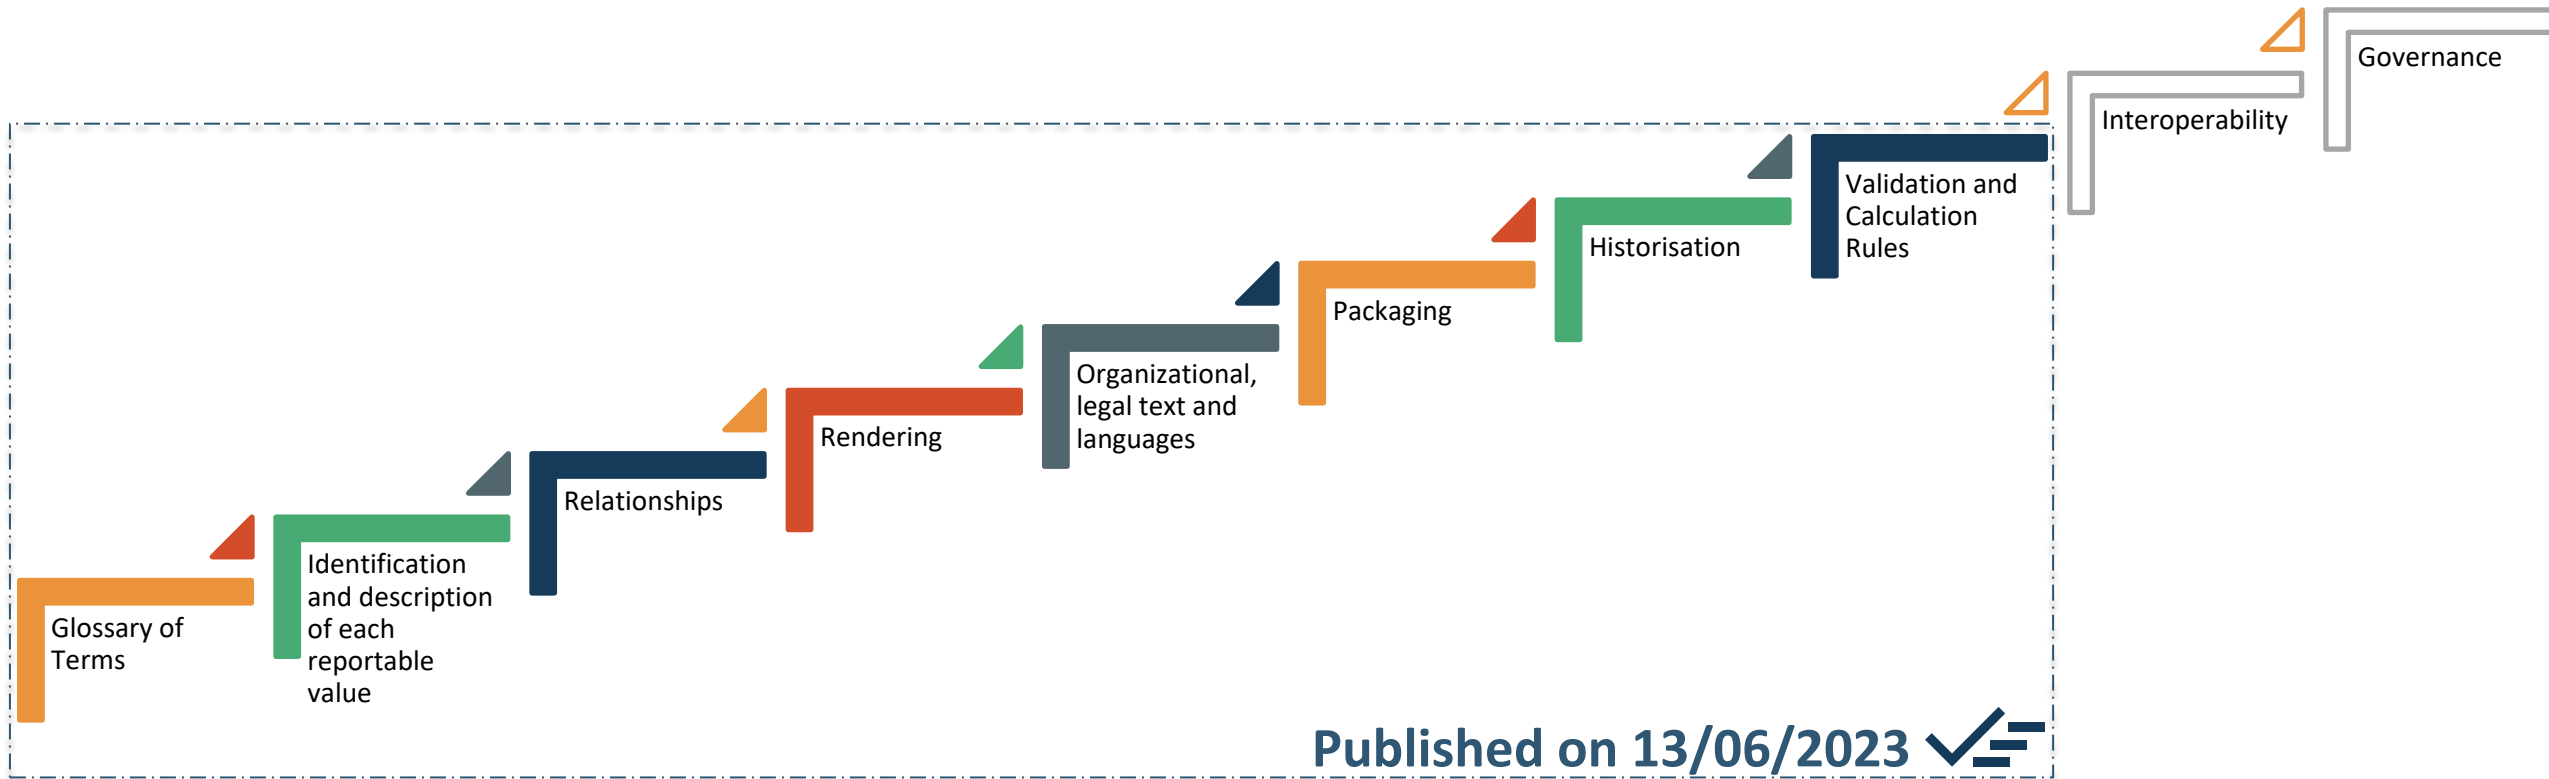 Glossary of
Terms
Identification
and description
of each
reportable
value
Relationships
Rendering
Organizational,
legal text and
languages
Packaging
Historisation
Validation and
Calculation
Rules
Interoperability
Governance
Published on 13/06/2023